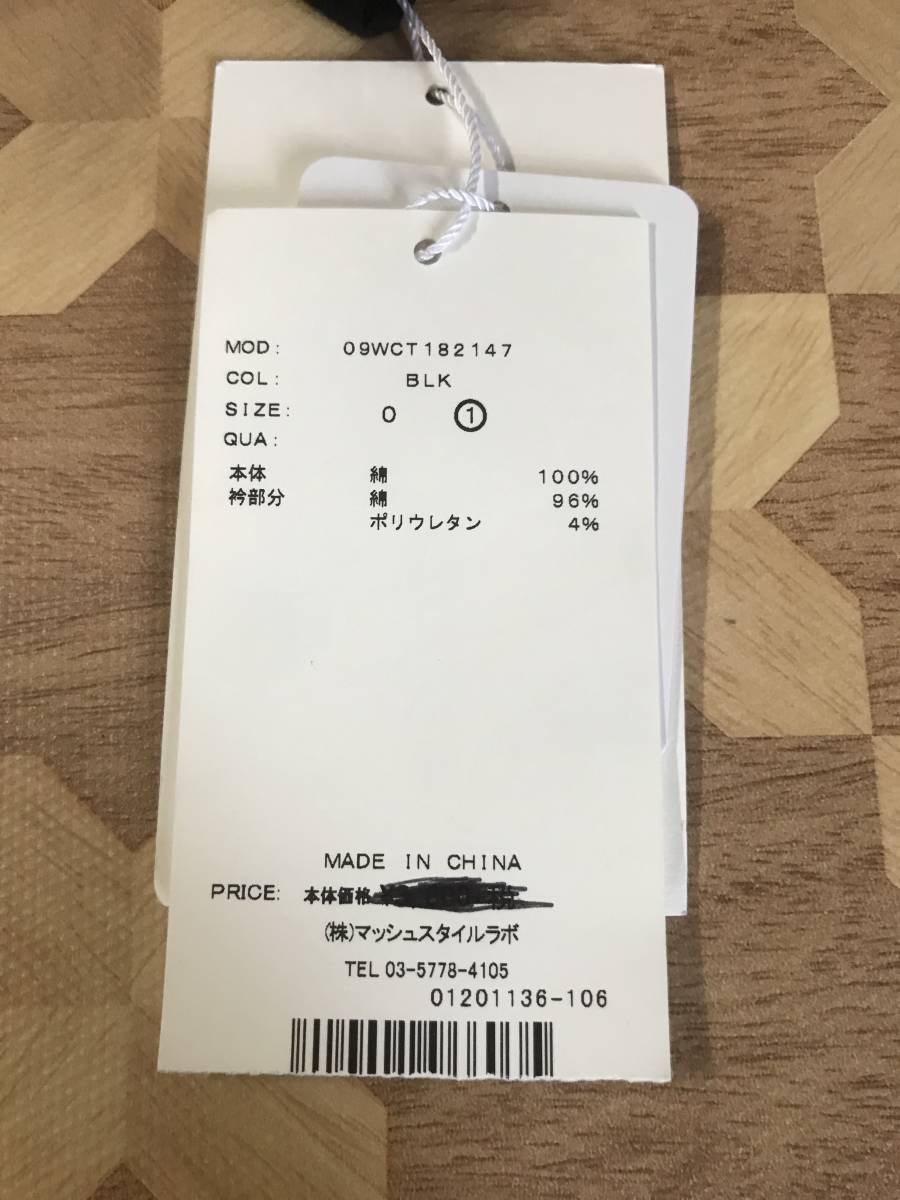 MOD: 09WCT182147
COL: BLK
SIZE: 0 ①
QUA:
本体 綿 100%
衿部分 綿 96%
ポリウレタン 4%
MADE IN CHINA
PRICE: 本体価格
(株)マッシュスタイルラボ
TEL 03-5778-4105
01201136-106